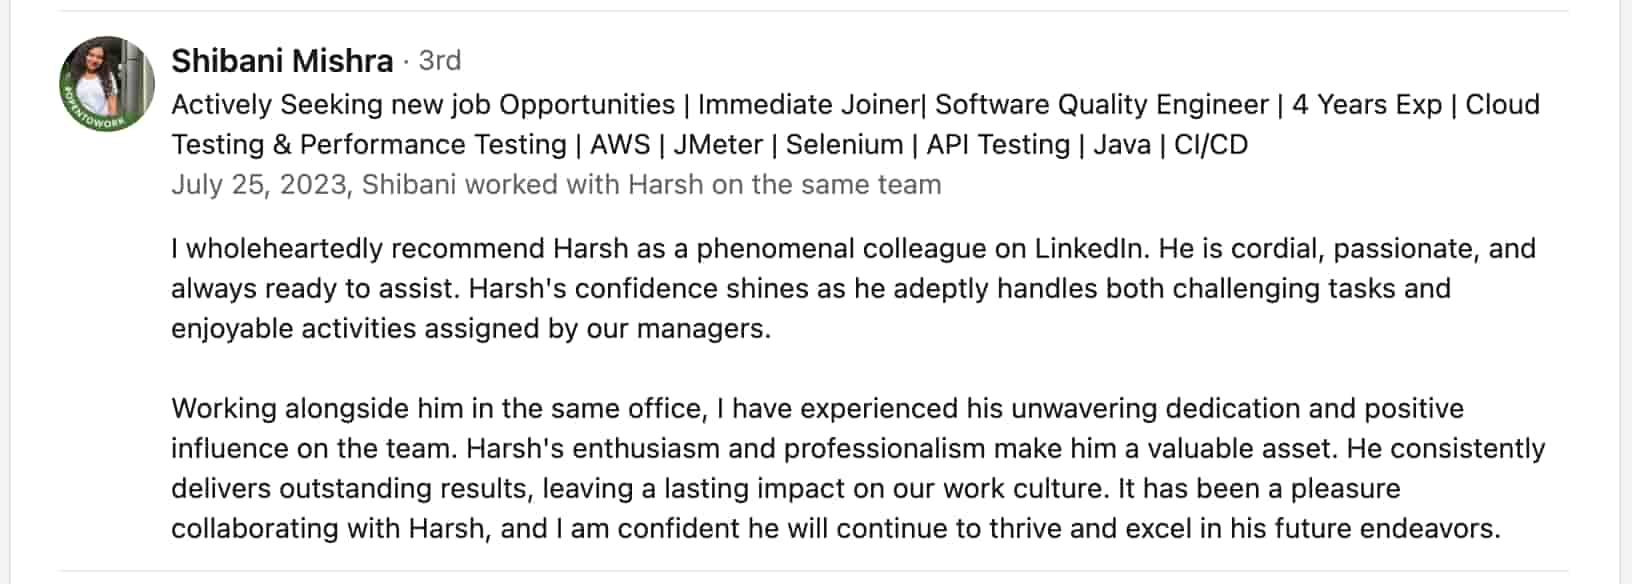 Shibani Mishra · 3rd
Actively Seeking new job Opportunities | Immediate Joiner| Software Quality Engineer | 4 Years Exp | Cloud
Testing & Performance Testing | AWS | JMeter | Selenium | API Testing | Java | CI/CD
July 25, 2023, Shibani worked with Harsh on the same team
#OPENTOWORK
I wholeheartedly recommend Harsh as a phenomenal colleague on LinkedIn. He is cordial, passionate, and
always ready to assist. Harsh's confidence shines as he adeptly handles both challenging tasks and
enjoyable activities assigned by our managers.
Working alongside him in the same office, I have experienced his unwavering dedication and positive
influence on the team. Harsh's enthusiasm and professionalism make him a valuable asset. He consistently
delivers outstanding results, leaving a lasting impact on our work culture. It has been a pleasure
collaborating with Harsh, and I am confident he will continue to thrive and excel in his future endeavors.